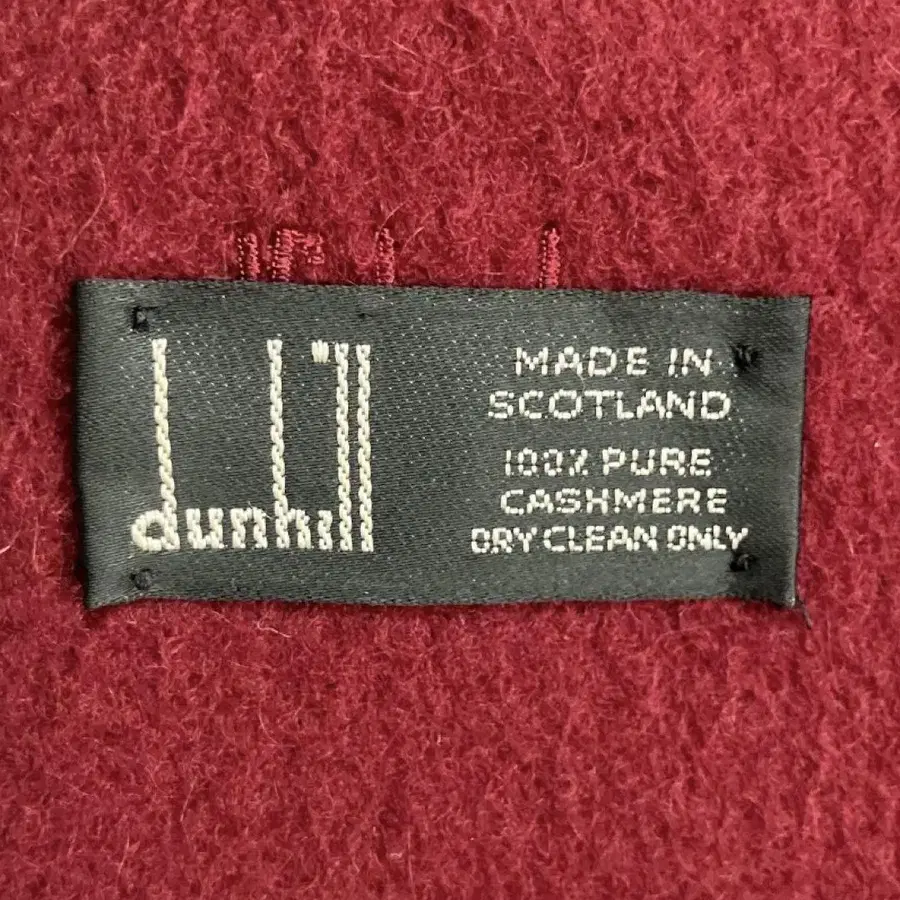 dunhill
MADE IN
SCOTLAND
100% PURE
CASHMERE
DRY CLEAN ONLY